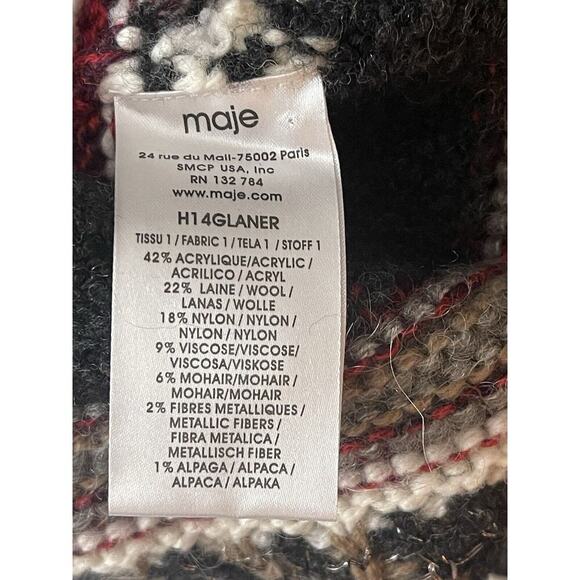 maje
24 rue du Mail-75002 Paris
SMCP USA, Inc
RN 132 784
www.maje.com
H14GLANER
TISSU 1 / FABRIC 1 / TELA 1 / STOFF 1
42% ACRYLIQUE/ACRYLIC /
ACRILICO / ACRYL
22% LAINE / WOOL /
LANAS / WOLLE
18% NYLON / NYLON /
NYLON / NYLON
9% VISCOSE/VISCOSE/
VISCOSA/VISKOSE
6% MOHAIR/MOHAIR /
MOHAIR/MOHAIR
2% FIBRES METALLIQUES /
METALLIC FIBERS /
FIBRA METALICA /
METALLISCH FIBER
1% ALPAGA / ALPACA /
ALPACA / ALPAKA